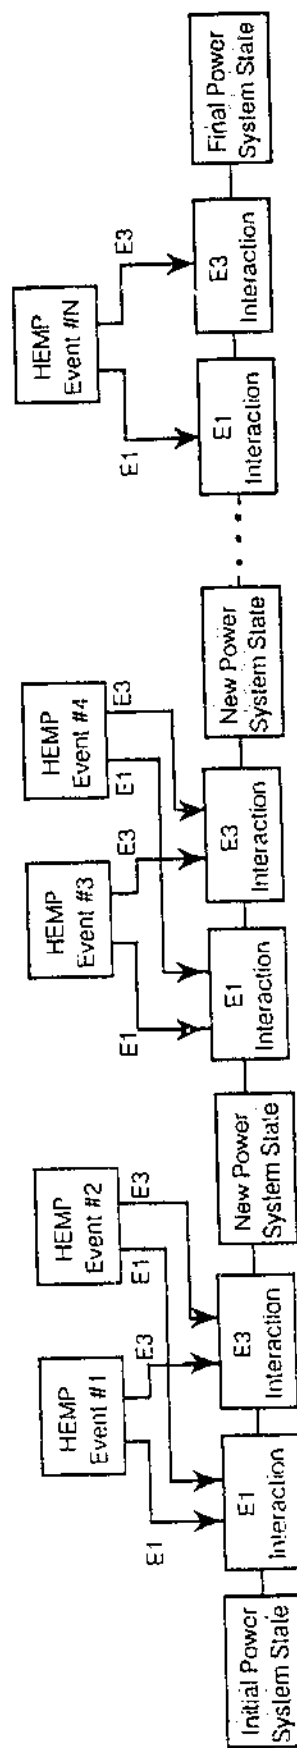 HEMP
Event #1
HEMP
Event #2
HEMP
Event #3
HEMP
Event #4
HEMP
Event #N
E1
E3
E1
E3
E1
E3
E1
E3
E1
E3
Initial Power
System State
E1
Interaction
E3
Interaction
New Power
System State
E1
Interaction
E3
Interaction
New Power
System State
E1
Interaction
E3
Interaction
Final Power
System State